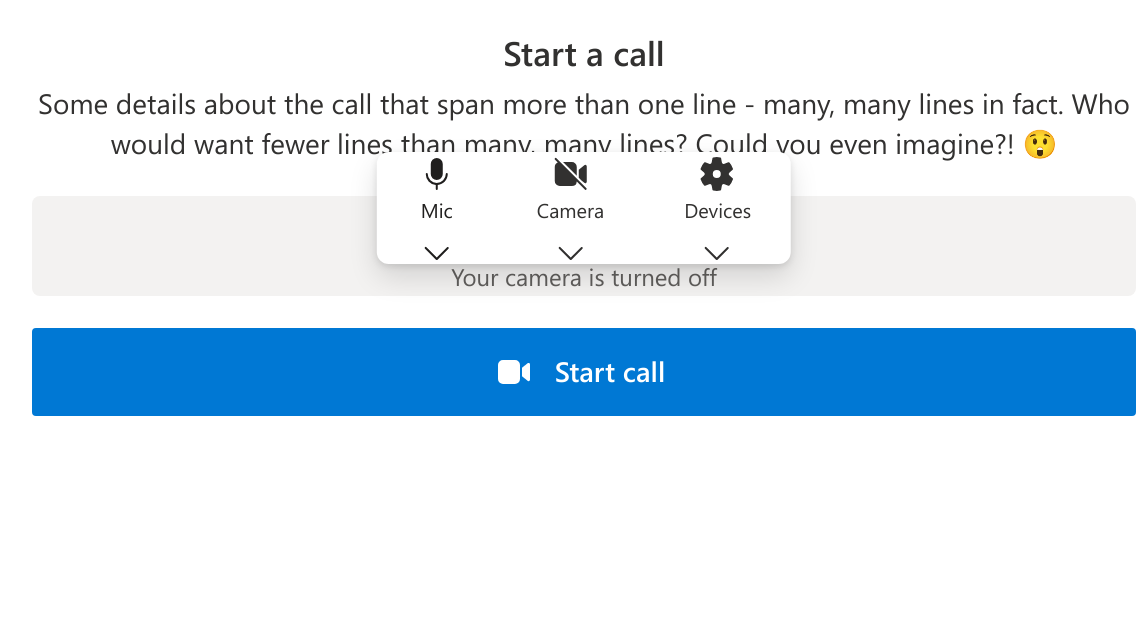 Start a call
Some details about the call that span more than one line - many, many lines in fact. Who
would want fewer lines than many, many lines? Could you even imagine?! 😲
Mic
Camera
Devices
Your camera is turned off
Start call